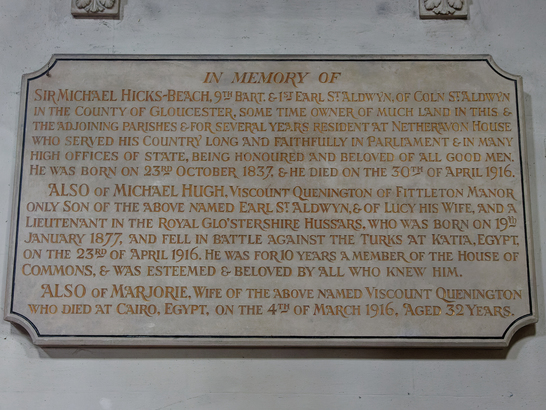 IN MEMORY OF
SIR MICHAEL HICKS-BEACH, 9TH BART. & 1ST EARL ST. ALDWYN, OF COLN ST. ALDWYN
IN THE COUNTY OF GLOUCESTER, SOME TIME OWNER OF MUCH LAND IN THIS &
THE ADJOINING PARISHES & FOR SEVERAL YEARS RESIDENT AT NETHERAVON HOUSE
WHO SERVED HIS COUNTRY LONG AND FAITHFULLY IN PARLIAMENT & IN MANY
HIGH OFFICES OF STATE, BEING HONOURED AND BELOVED OF ALL GOOD MEN.
HE WAS BORN ON 23RD OCTOBER 1837, & HE DIED ON THE 30TH OF APRIL 1916.
ALSO OF MICHAEL HUGH, VISCOUNT QUENINGTON OF FITTLETON MANOR
ONLY SON OF THE ABOVE NAMED EARL ST. ALDWYN, & OF LUCY HIS WIFE, AND A
LIEUTENANT IN THE ROYAL GLO'STERSHIRE HUSSARS, WHO WAS BORN ON 19TH
JANUARY 1877, AND FELL IN BATTLE AGAINST THE TURKS AT KATIA, EGYPT,
ON THE 23RD OF APRIL 1916. HE WAS FOR 10 YEARS A MEMBER OF THE HOUSE OF
COMMONS, & WAS ESTEEMED & BELOVED BY ALL WHO KNEW HIM.
ALSO OF MARJORIE, WIFE OF THE ABOVE NAMED VISCOUNT QUENINGTON
WHO DIED AT CAIRO, EGYPT, ON THE 4TH OF MARCH 1916, AGED 32 YEARS.